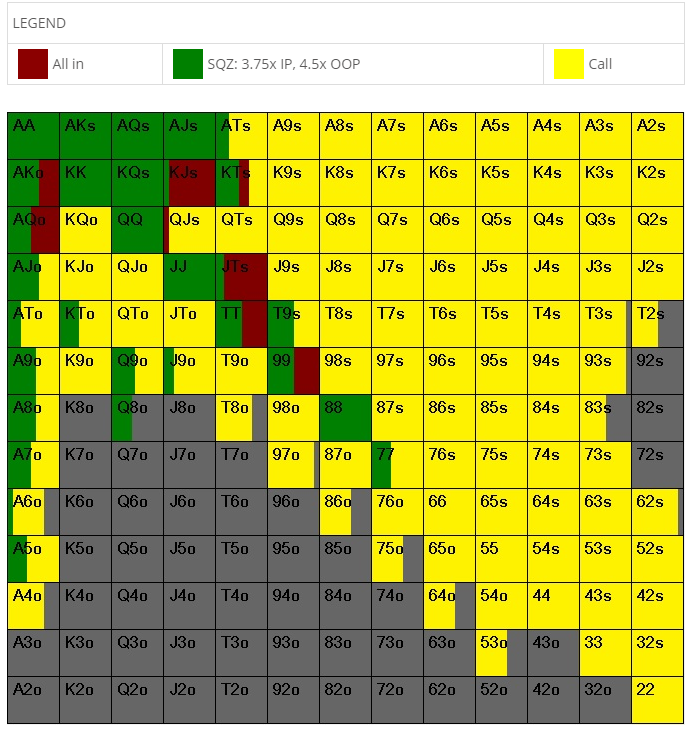 LEGEND
All in SQZ: 3.75x IP, 4.5x OOP Call
AA AKs AQs AJs ATs A9s A8s A7s A6s A5s A4s A3s A2s
AKo KK KQs KJs KTs K9s K8s K7s K6s K5s K4s K3s K2s
AQo KQo QQ QJs QTs Q9s Q8s Q7s Q6s Q5s Q4s Q3s Q2s
AJo KJo QJo JJ JTs J9s J8s J7s J6s J5s J4s J3s J2s
ATo KTo QTo JTo TT T9s T8s T7s T6s T5s T4s T3s T2s
A9o K9o Q9o J9o T9o 99 98s 97s 96s 95s 94s 93s 92s
A8o K8o Q8o J8o T8o 98o 88 87s 86s 85s 84s 83s 82s
A7o K7o Q7o J7o T7o 97o 87o 77 76s 75s 74s 73s 72s
A6o K6o Q6o J6o T6o 96o 86o 76o 66 65s 64s 63s 62s
A5o K5o Q5o J5o T5o 95o 85o 75o 65o 55 54s 53s 52s
A4o K4o Q4o J4o T4o 94o 84o 74o 64o 54o 44 43s 42s
A3o K3o Q3o J3o T3o 93o 83o 73o 63o 53o 43o 33 32s
A2o K2o Q2o J2o T2o 92o 82o 72o 62o 52o 42o 32o 22